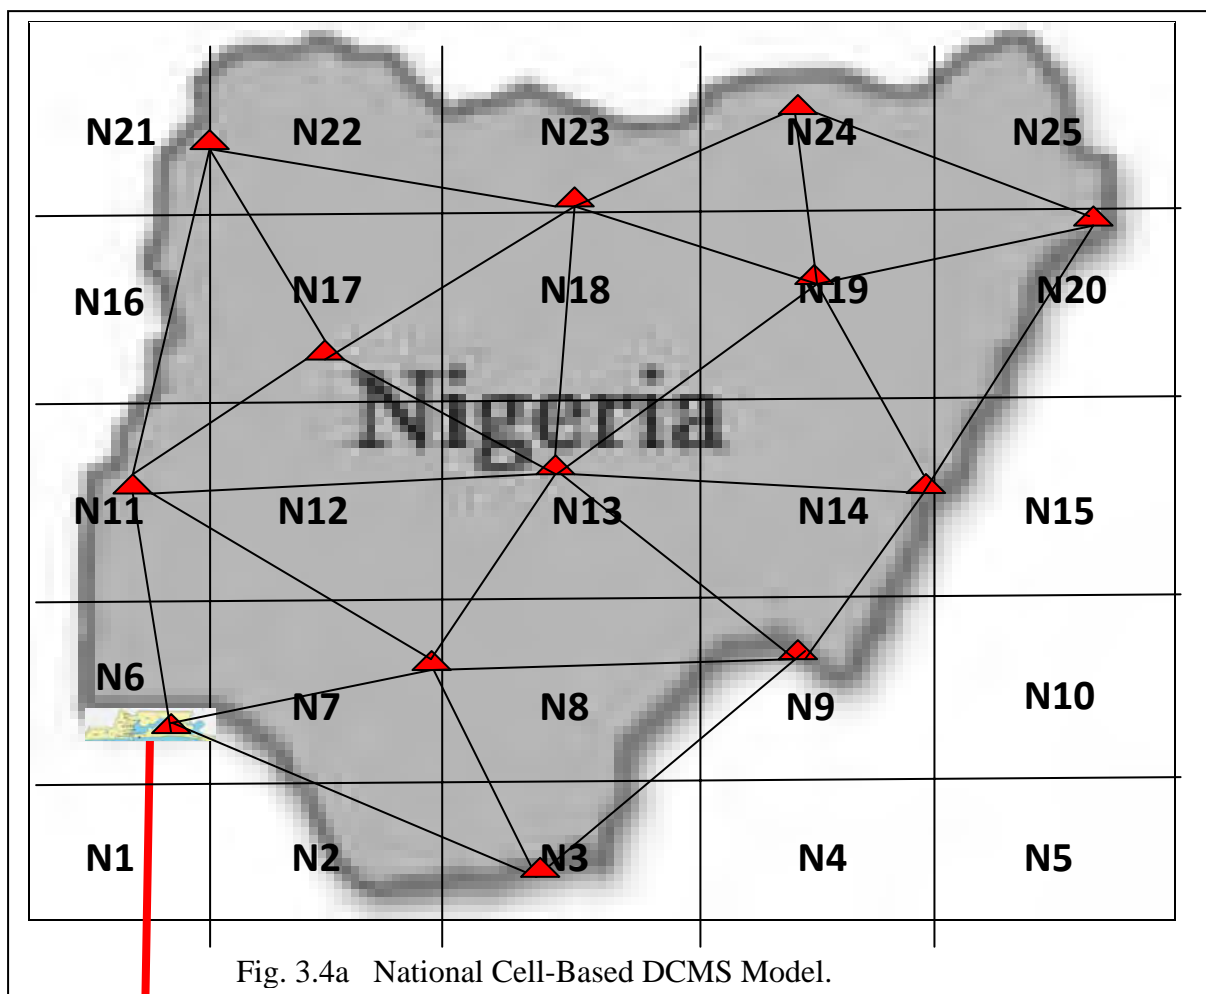 N21 N22 N23 N24 N25
N16 N17 N18 N19 N20
Nigeria
N11 N12 N13 N14 N15
N6 N7 N8 N9 N10
N1 N2 N3 N4 N5
Fig. 3.4a National Cell-Based DCMS Model.